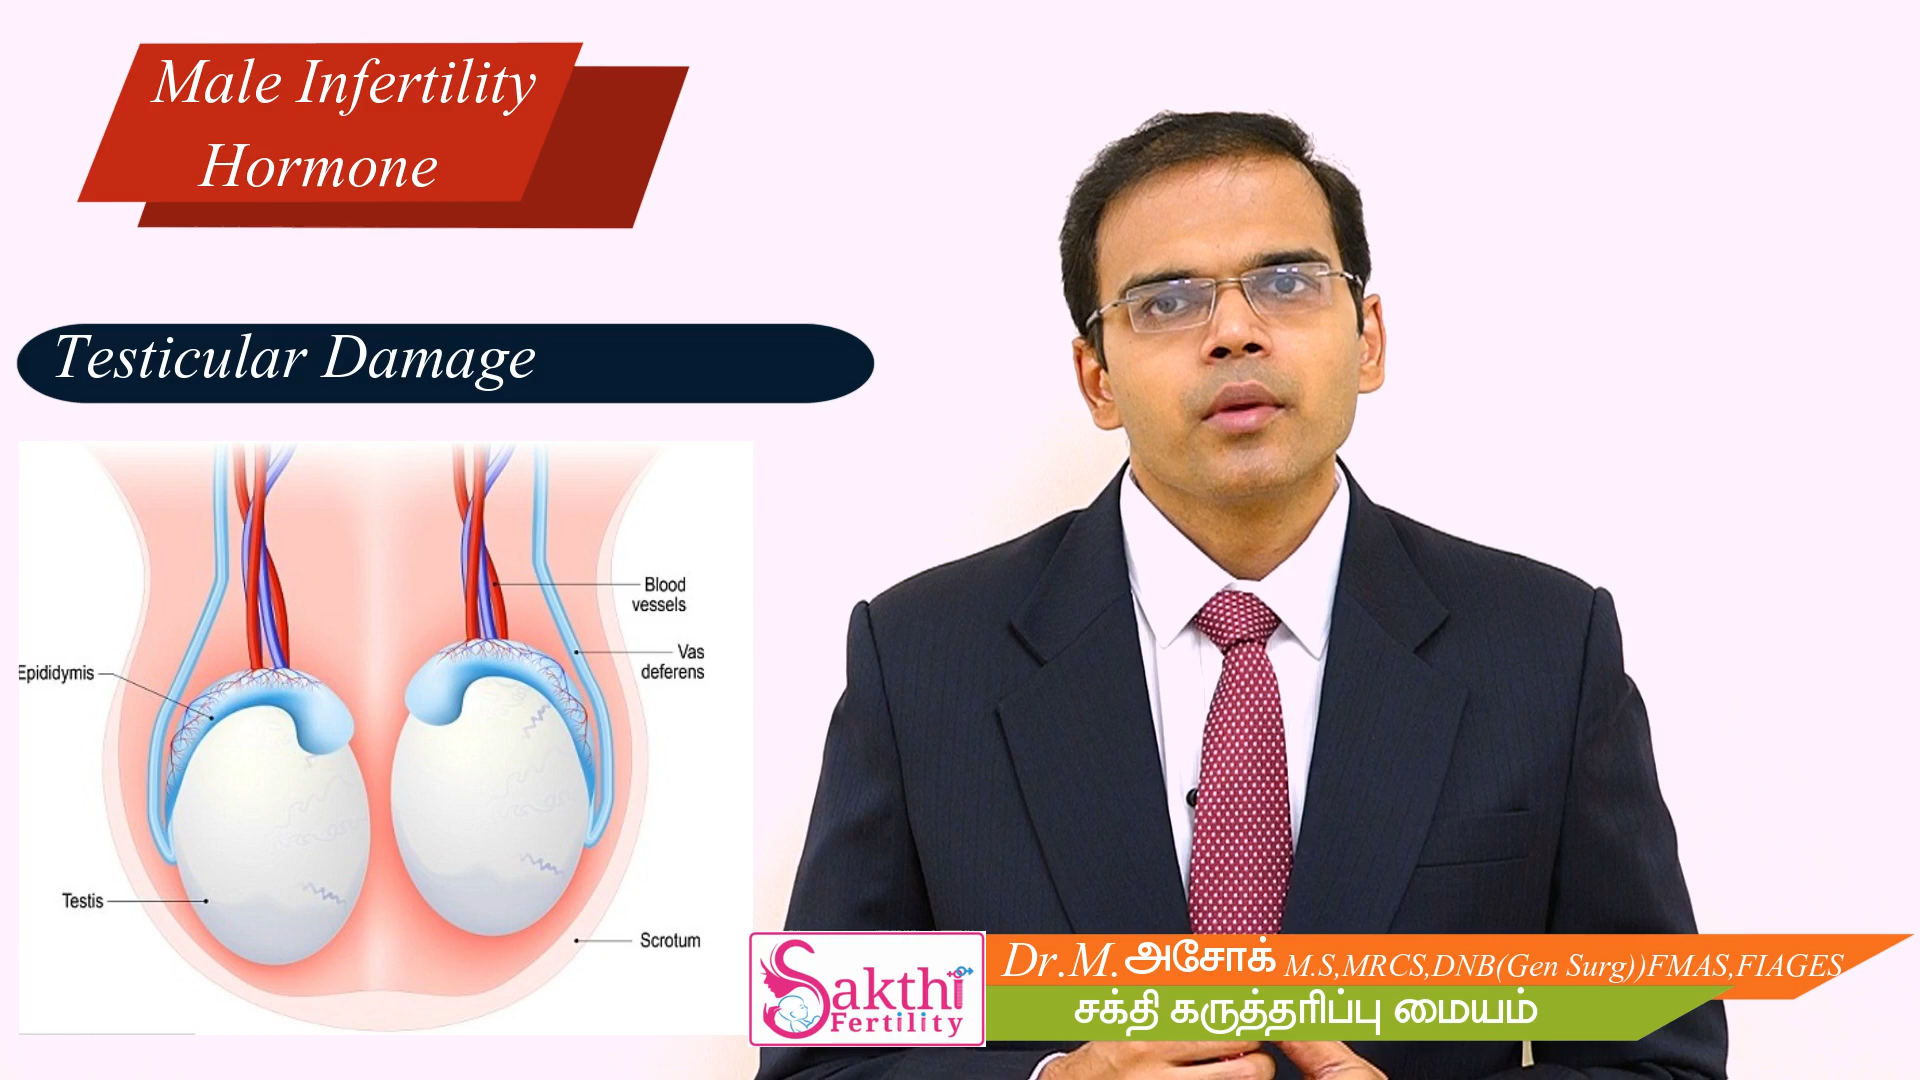 Male Infertility
Hormone
Testicular Damage
Blood
vessels
Vas
deferens
Epididymis
Testis
Scrotum
Sakthi
Fertility
Dr.M.அசோக் M.S,MRCS,DNB(Gen Surg))FMAS,FIAGES
சக்தி கருத்தரிப்பு மையம்